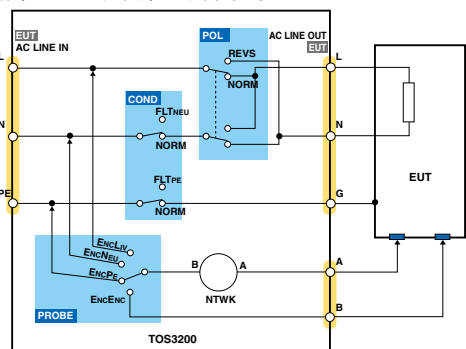 EUT
AC LINE IN
POL
AC LINE OUT
EUT
REVS
L
L
NORM
COND
FLTNEU
N
NORM
N
FLTPE
EUT
PE
NORM
G
ENCLIV
ENCNEU
ENCPE
B
A
A
ENCENC
NTWK
B
PROBE
TOS3200